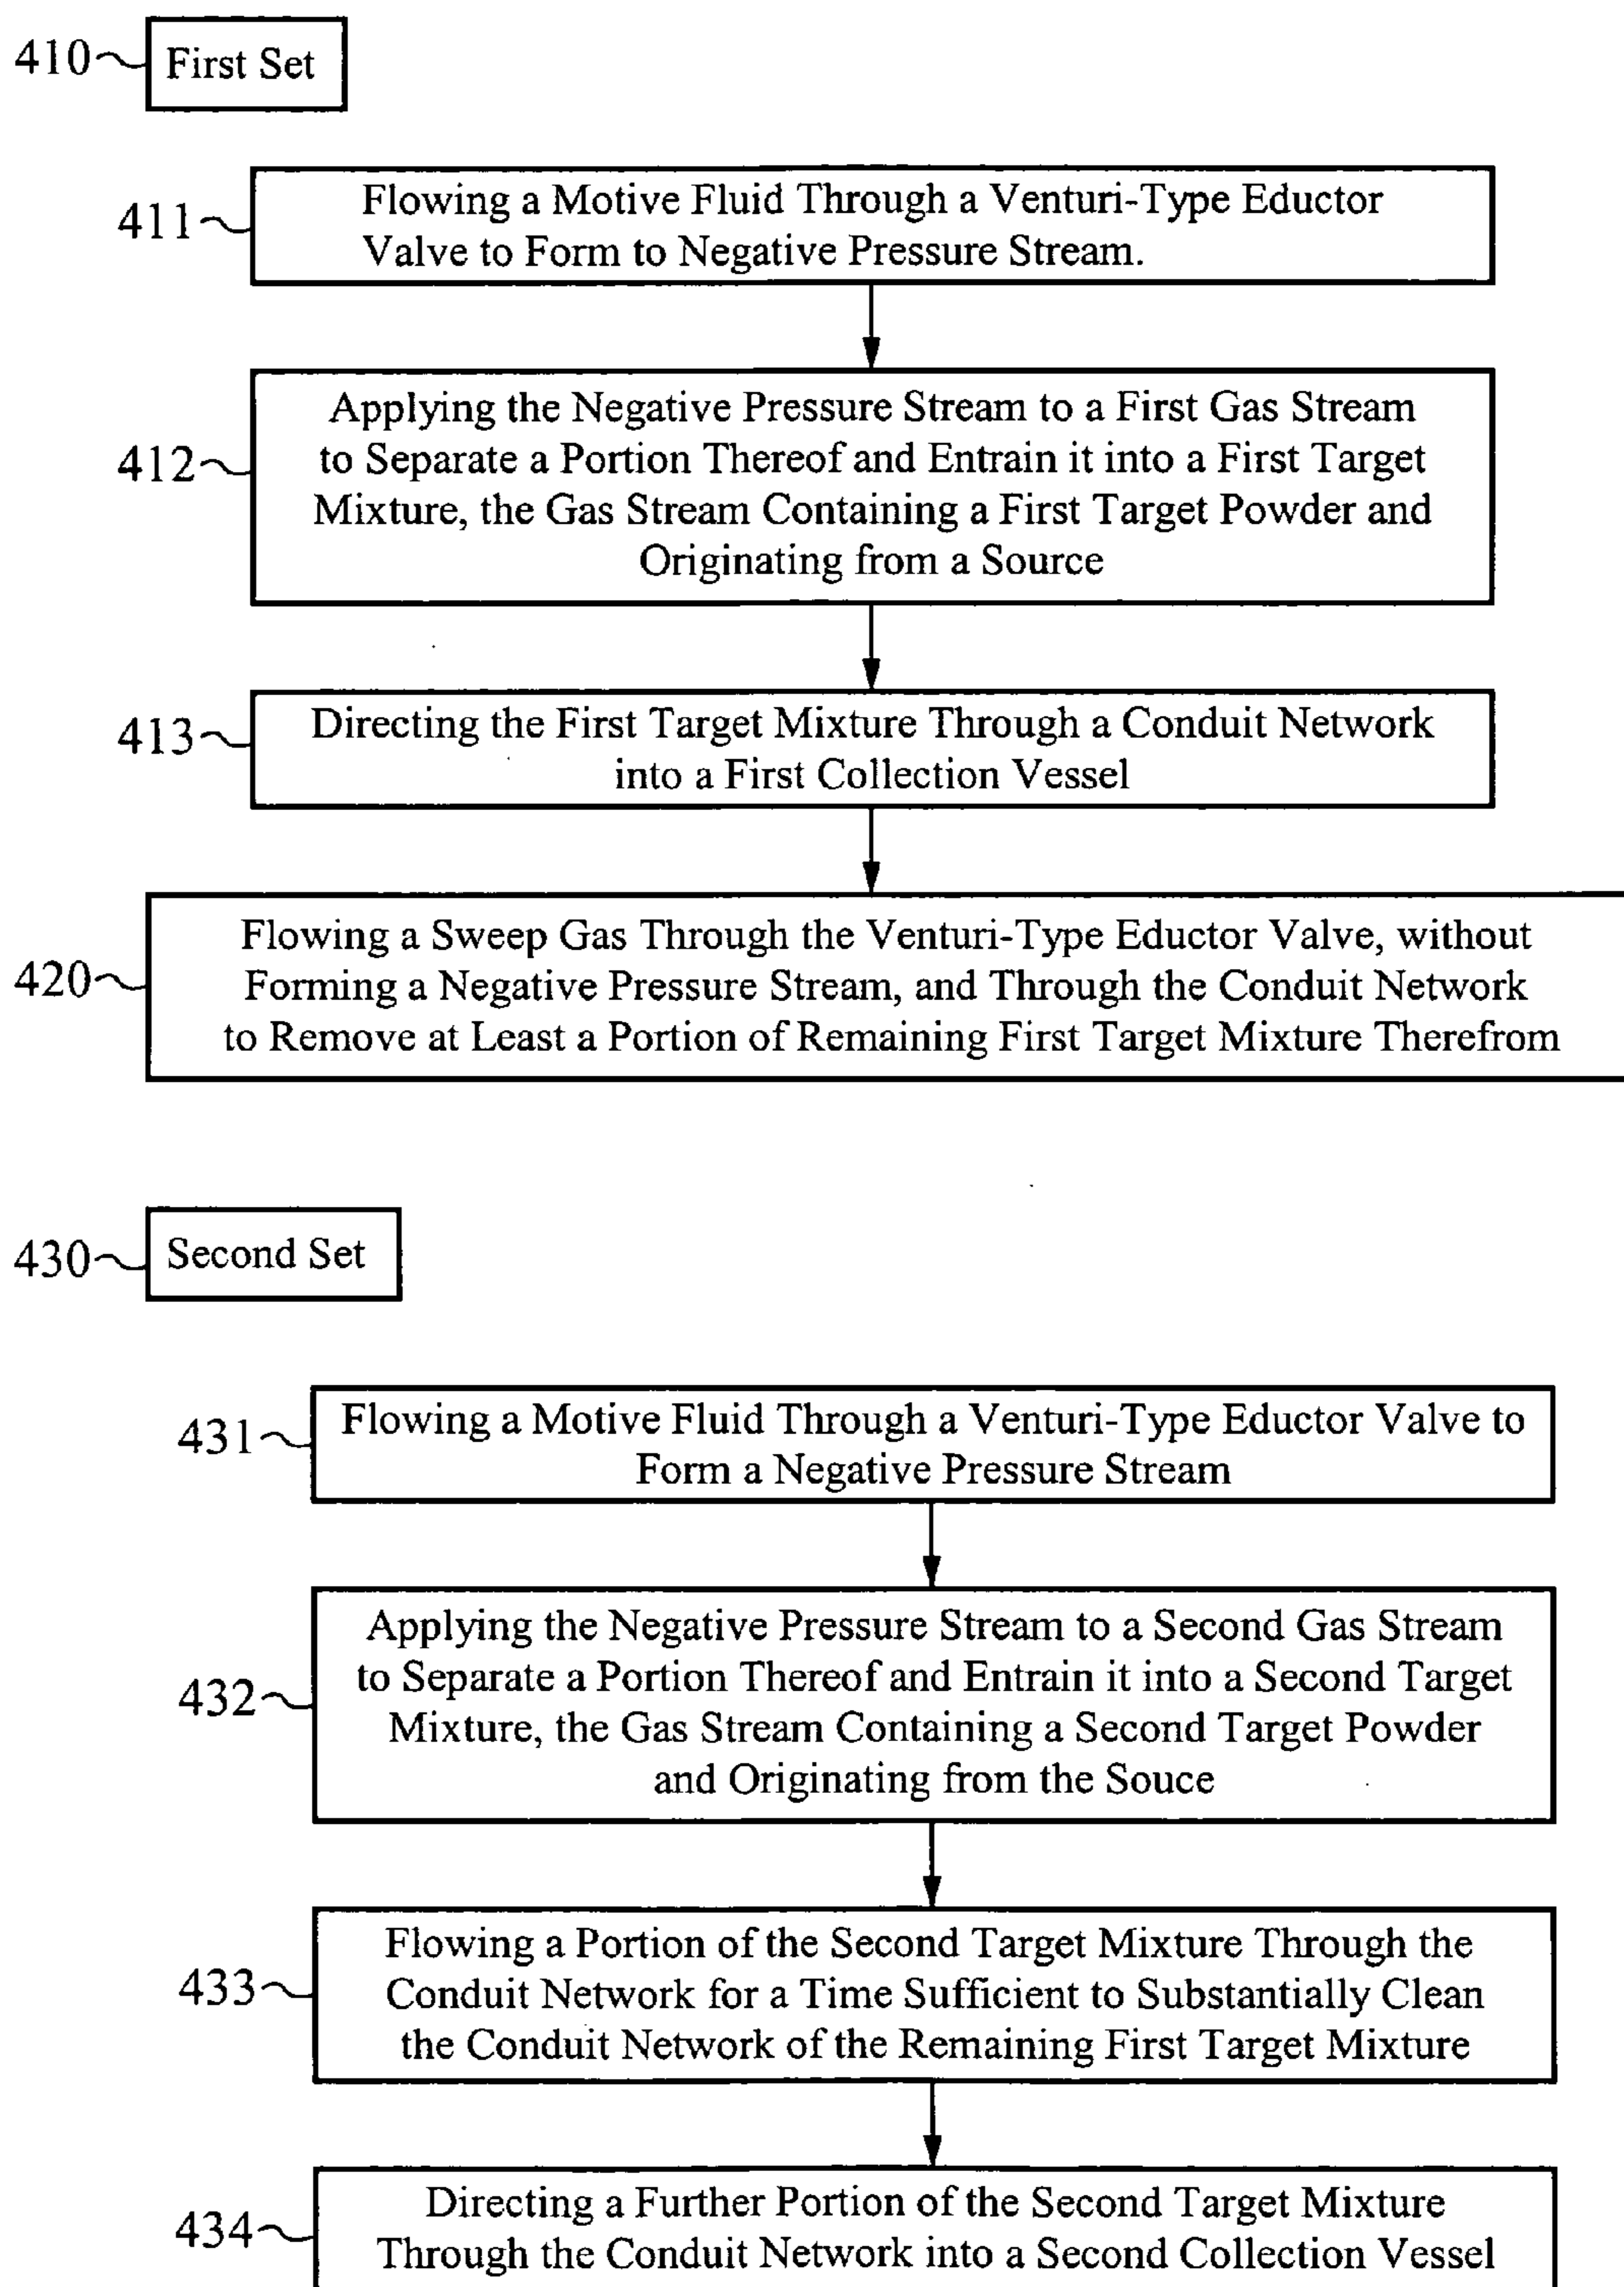 410
First Set
411
Flowing a Motive Fluid Through a Venturi-Type Eductor
Valve to Form to Negative Pressure Stream.
412
Applying the Negative Pressure Stream to a First Gas Stream
to Separate a Portion Thereof and Entrain it into a First Target
Mixture, the Gas Stream Containing a First Target Powder and
Originating from a Source
413
Directing the First Target Mixture Through a Conduit Network
into a First Collection Vessel
420
Flowing a Sweep Gas Through the Venturi-Type Eductor Valve, without
Forming a Negative Pressure Stream, and Through the Conduit Network
to Remove at Least a Portion of Remaining First Target Mixture Therefrom
430
Second Set
431
Flowing a Motive Fluid Through a Venturi-Type Eductor Valve to
Form a Negative Pressure Stream
432
Applying the Negative Pressure Stream to a Second Gas Stream
to Separate a Portion Thereof and Entrain it into a Second Target
Mixture, the Gas Stream Containing a Second Target Powder
and Originating from the Souce
433
Flowing a Portion of the Second Target Mixture Through the
Conduit Network for a Time Sufficient to Substantially Clean
the Conduit Network of the Remaining First Target Mixture
434
Directing a Further Portion of the Second Target Mixture
Through the Conduit Network into a Second Collection Vessel